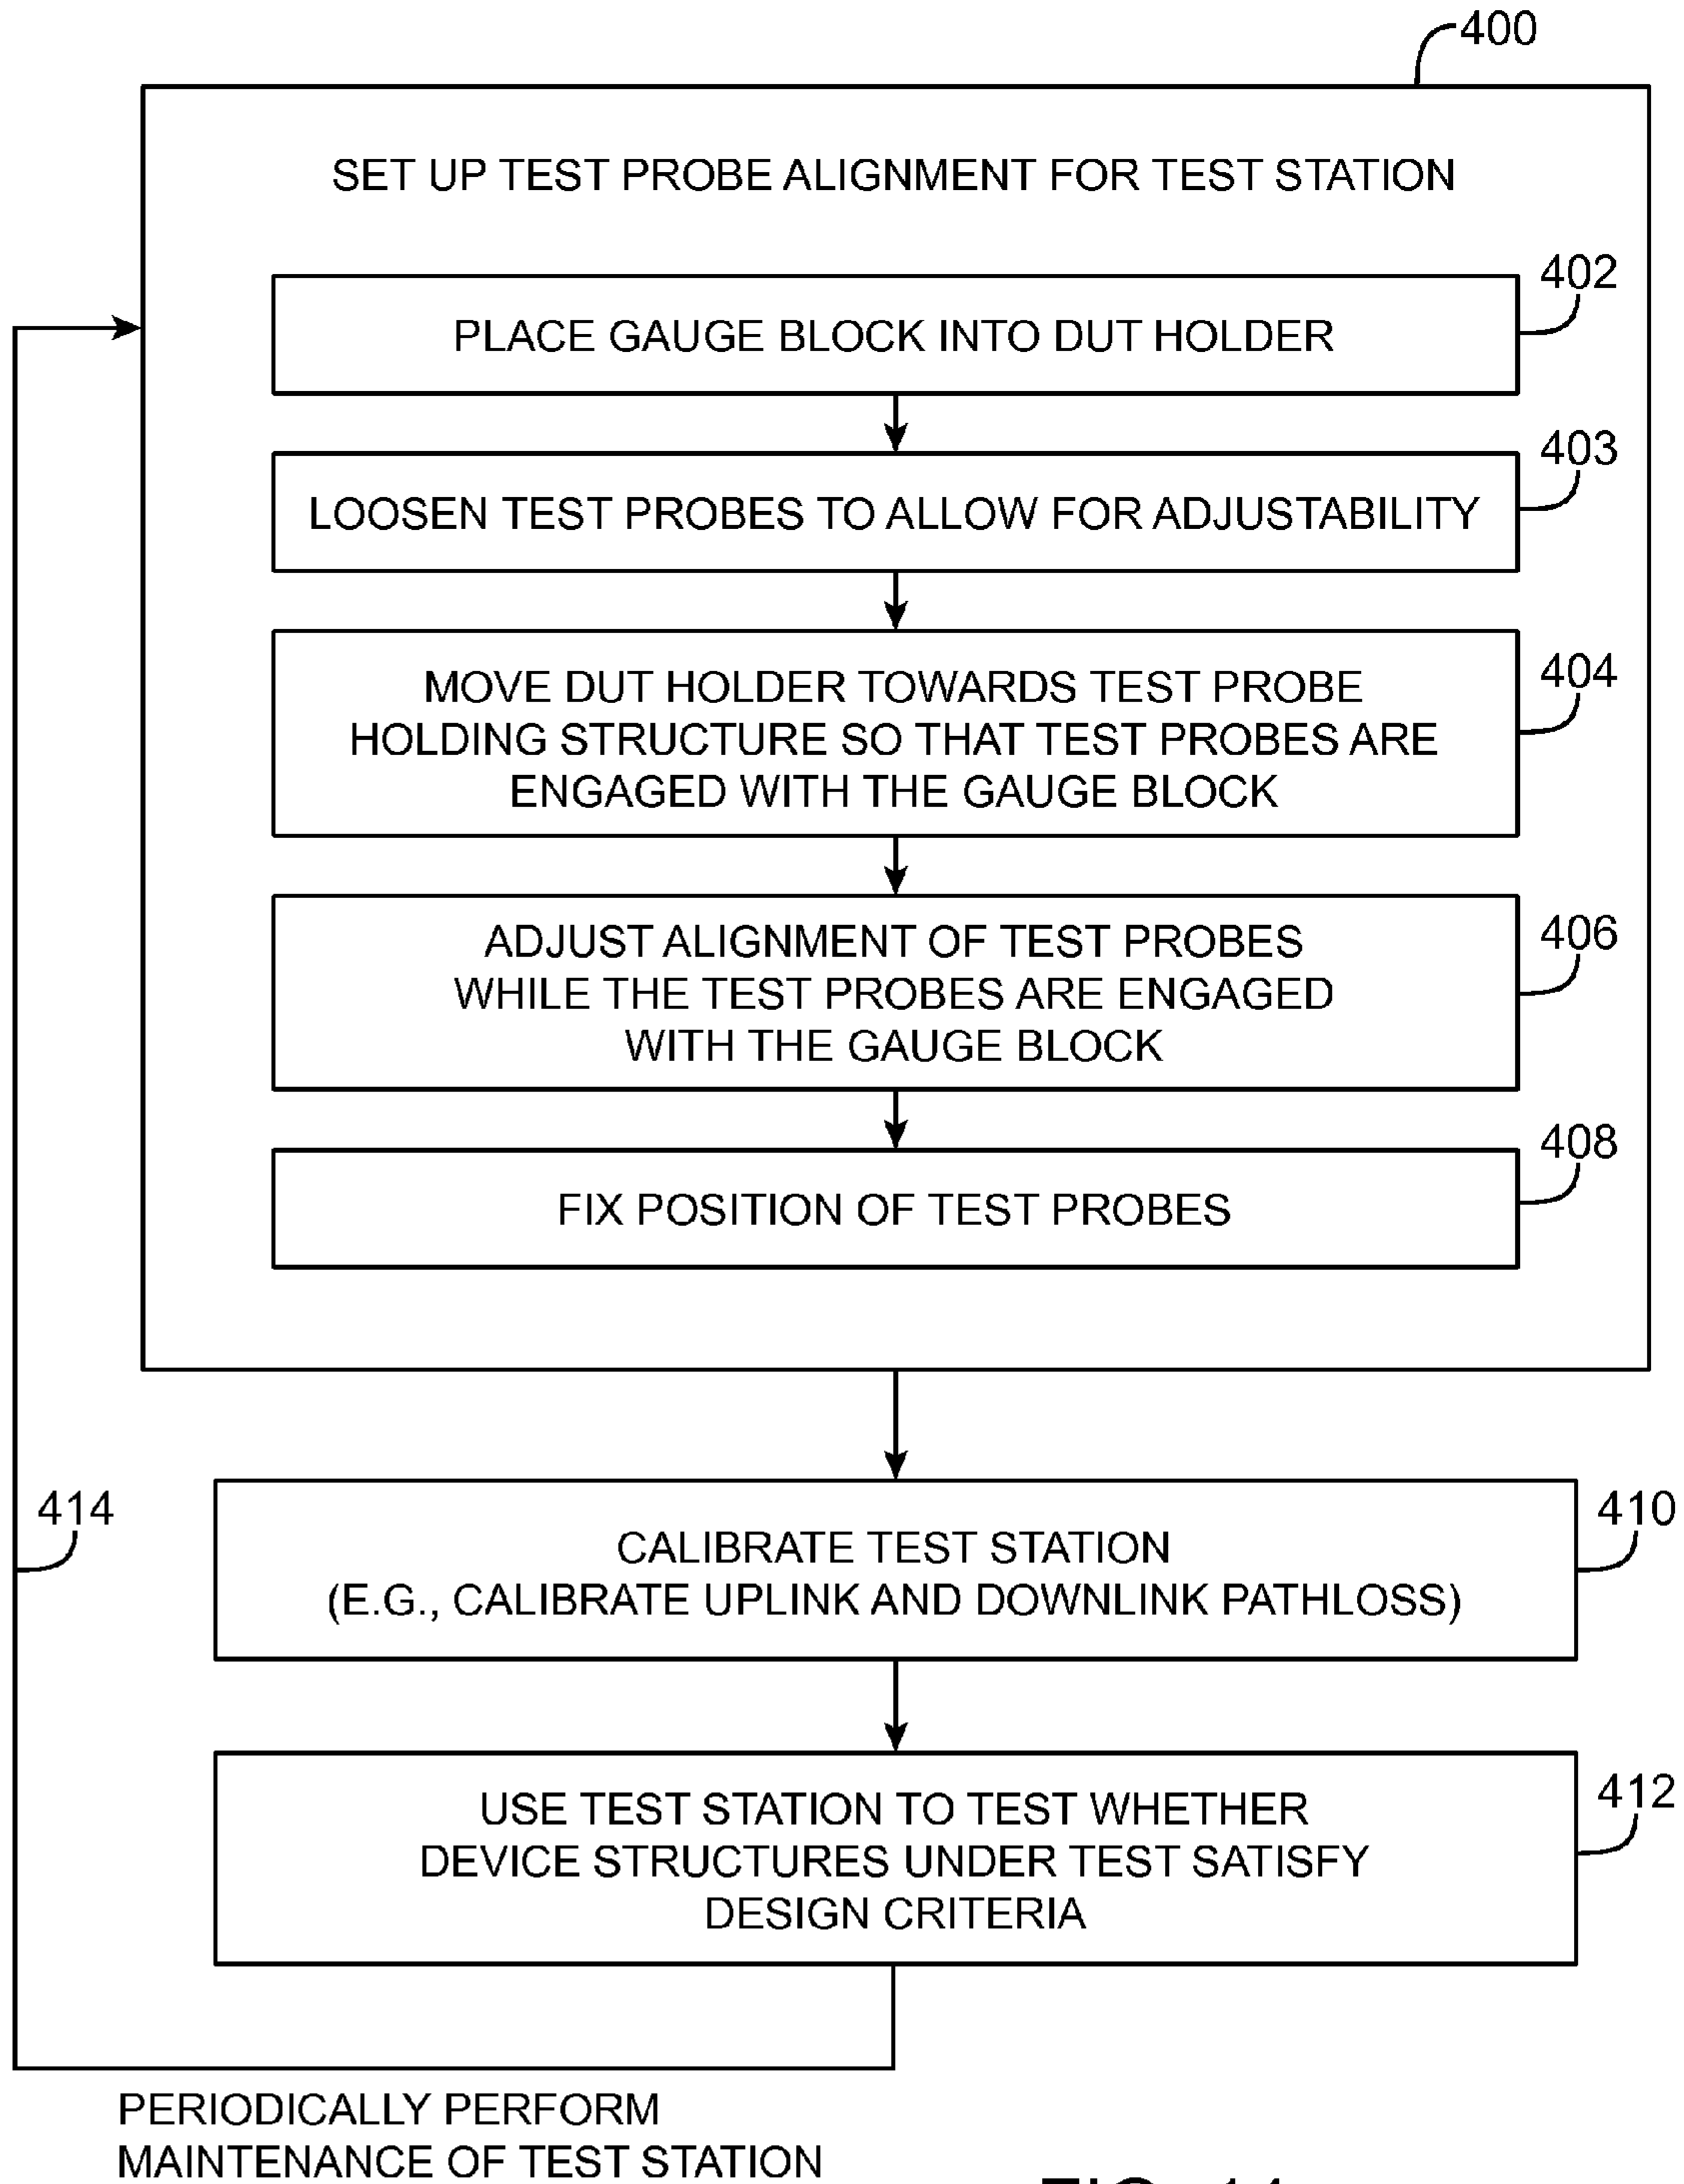 400
SET UP TEST PROBE ALIGNMENT FOR TEST STATION
402
PLACE GAUGE BLOCK INTO DUT HOLDER
403
LOOSEN TEST PROBES TO ALLOW FOR ADJUSTABILITY
404
MOVE DUT HOLDER TOWARDS TEST PROBE
HOLDING STRUCTURE SO THAT TEST PROBES ARE
ENGAGED WITH THE GAUGE BLOCK
406
ADJUST ALIGNMENT OF TEST PROBES
WHILE THE TEST PROBES ARE ENGAGED
WITH THE GAUGE BLOCK
408
FIX POSITION OF TEST PROBES
414
410
CALIBRATE TEST STATION
(E.G., CALIBRATE UPLINK AND DOWNLINK PATHLOSS)
412
USE TEST STATION TO TEST WHETHER
DEVICE STRUCTURES UNDER TEST SATISFY
DESIGN CRITERIA
PERIODICALLY PERFORM
MAINTENANCE OF TEST STATION